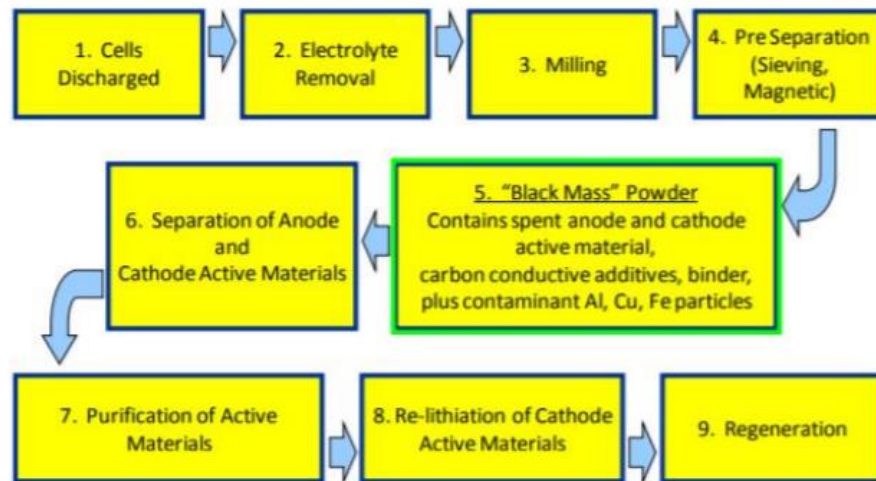 1. Cells
Discharged
2. Electrolyte
Removal
3. Milling
4. Pre Separation
(Sieving,
Magnetic)
5. “Black Mass” Powder
Contains spent anode and cathode
active material,
carbon conductive additives, binder,
plus contaminant Al, Cu, Fe particles
6. Separation of Anode
and
Cathode Active Materials
7. Purification of Active
Materials
8. Re-lithiation of Cathode
Active Materials
9. Regeneration